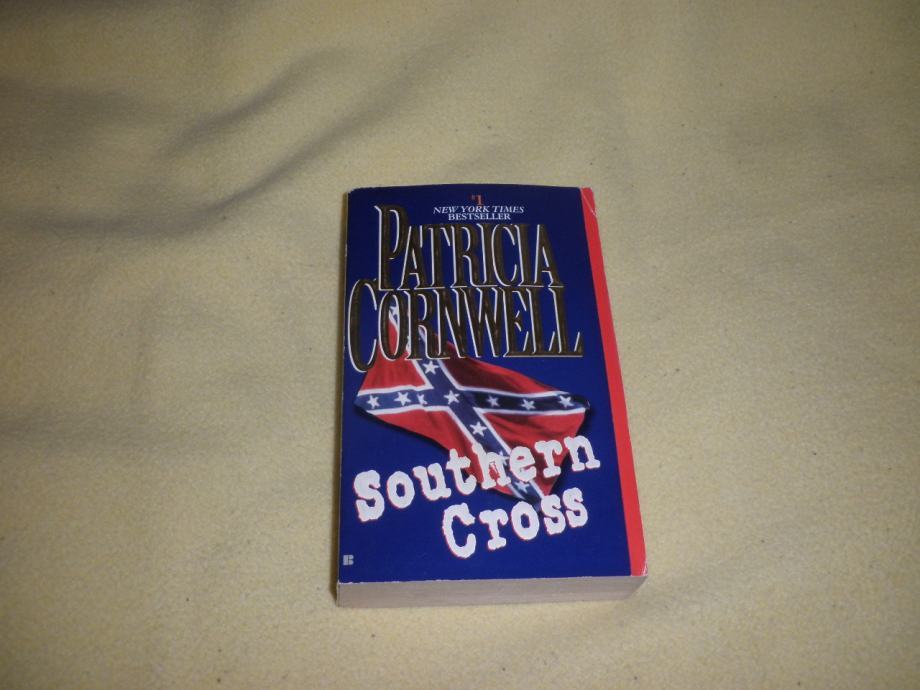 #1
NEW YORK TIMES
BESTSELLER
PATRICIA
CORNWELL
Southern
Cross
B